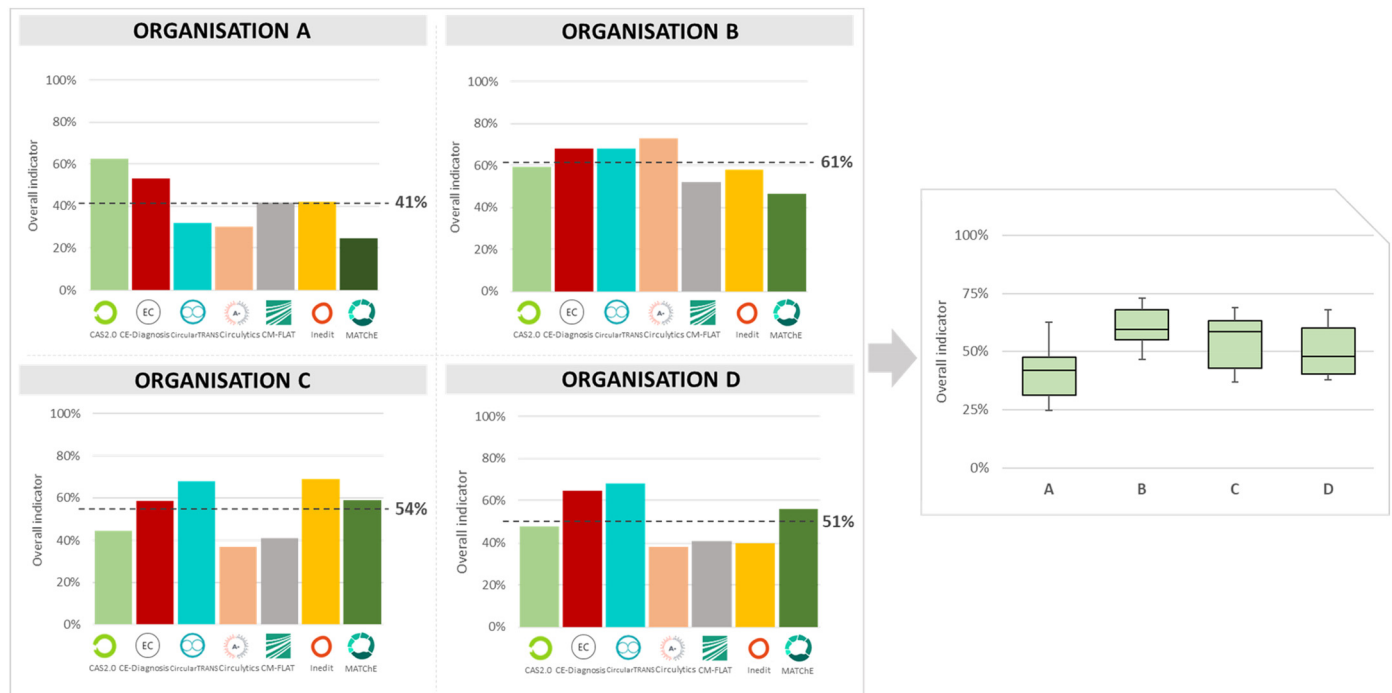 ORGANISATION A
Overall indicator
100%
80%
60%
40%
20%
0%
41%
EC
A-
CAS2.0 CE-Diagnosis CircularTRANS Circulytics CM-FLAT Inedit MATChE
ORGANISATION B
Overall indicator
100%
80%
60%
40%
20%
0%
61%
EC
A-
CAS2.0 CE-Diagnosis CircularTRANS Circulytics CM-FLAT Inedit MATChE
ORGANISATION C
Overall indicator
100%
80%
60%
40%
20%
0%
54%
EC
A-
CAS2.0 CE-Diagnosis CircularTRANS Circulytics CM-FLAT Inedit MATChE
ORGANISATION D
Overall indicator
100%
80%
60%
40%
20%
0%
51%
EC
A-
CAS2.0 CE-Diagnosis CircularTRANS Circulytics CM-FLAT Inedit MATChE
Overall indicator
100%
75%
50%
25%
0%
A B C D